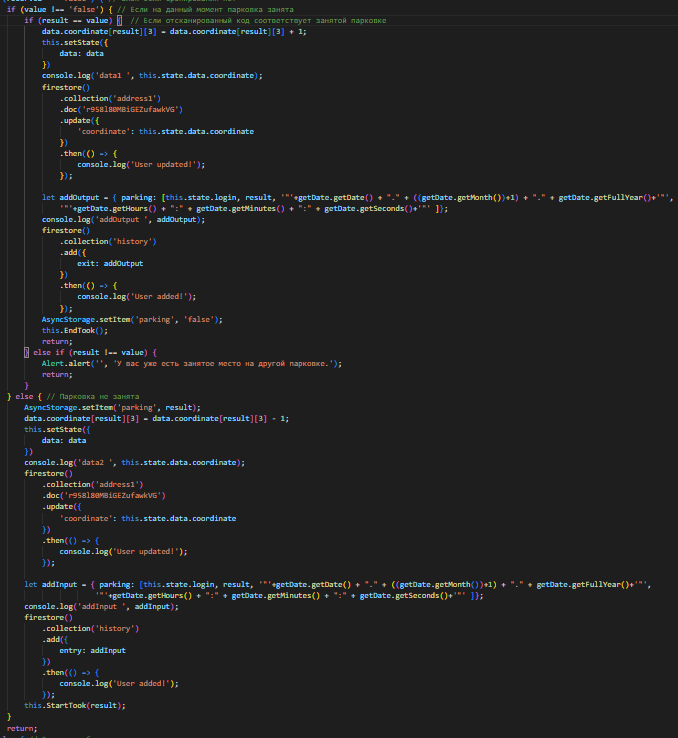 if (value !== 'false') { // Если на данный момент парковка занята
if (result == value) { // Если отсканированный код соответствует занятой парковке
data.coordinate[result][3] = data.coordinate[result][3] + 1;
this.setState({
data: data
})
console.log('data1 ', this.state.data.coordinate);
firestore()
.collection('address1')
.doc('r958l80MBiGEZufawkVG')
.update({
'coordinate': this.state.data.coordinate
})
.then(() => {
console.log('User updated!');
});
let addOutput = { parking: [this.state.login, result, '"'+getDate.getDate() + "." + ((getDate.getMonth())+1) + "." + getDate.getFullYear()+'"',
'"'+getDate.getHours() + ":" + getDate.getMinutes() + ":" + getDate.getSeconds()+'"' ]};
console.log('addOutput ', addOutput);
firestore()
.collection('history')
.add({
exit: addOutput
})
.then(() => {
console.log('User added!');
});
AsyncStorage.setItem('parking', 'false');
this.EndTook();
return;
} else if (result !== value) {
Alert.alert('', 'У вас уже есть занятое место на другой парковке.');
return;
}
} else { // Парковка не занята
AsyncStorage.setItem('parking', result);
data.coordinate[result][3] = data.coordinate[result][3] - 1;
this.setState({
data: data
})
console.log('data2 ', this.state.data.coordinate);
firestore()
.collection('address1')
.doc('r958l80MBiGEZufawkVG')
.update({
'coordinate': this.state.data.coordinate
})
.then(() => {
console.log('User updated!');
});
let addInput = { parking: [this.state.login, result, '"'+getDate.getDate() + "." + ((getDate.getMonth())+1) + "." + getDate.getFullYear()+'"',
'"'+getDate.getHours() + ":" + getDate.getMinutes() + ":" + getDate.getSeconds()+'"' ]};
console.log('addInput ', addInput);
firestore()
.collection('history')
.add({
entry: addInput
})
.then(() => {
console.log('User added!');
});
this.StartTook(result);
}
return;